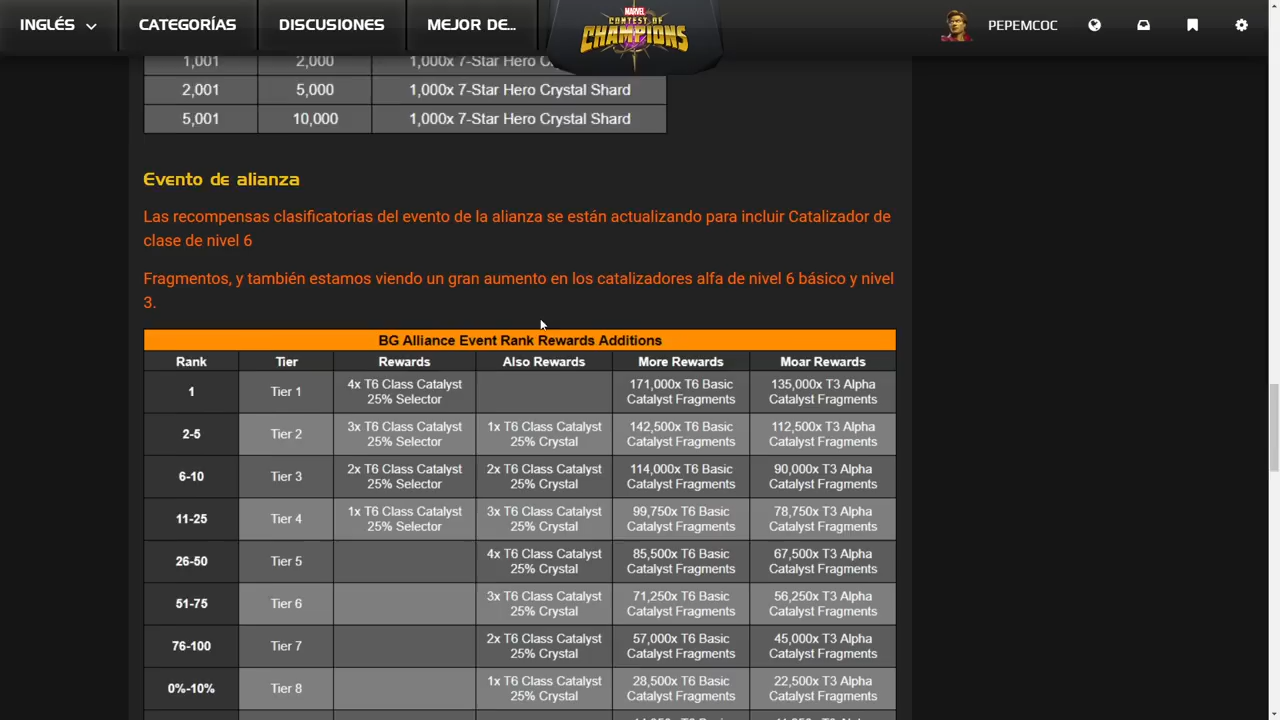 INGLÉS CATEGORÍAS DISCUSIONES MEJOR DE... MARVEL CONTEST OF CHAMPIONS PEPEMCOC
1,001 2,000 1,000x 7-Star Hero
2,001 5,000 1,000x 7-Star Hero Crystal Shard
5,001 10,000 1,000x 7-Star Hero Crystal Shard
Evento de alianza
Las recompensas clasificatorias del evento de la alianza se están actualizando para incluir Catalizador de
clase de nivel 6
Fragmentos, y también estamos viendo un gran aumento en los catalizadores alfa de nivel 6 básico y nivel
3.
BG Alliance Event Rank Rewards Additions
Rank Tier Rewards Also Rewards More Rewards Moar Rewards
1 Tier 1 4x T6 Class Catalyst 25% Selector 171,000x T6 Basic Catalyst Fragments 135,000x T3 Alpha Catalyst Fragments
2-5 Tier 2 3x T6 Class Catalyst 25% Selector 1x T6 Class Catalyst 25% Crystal 142,500x T6 Basic Catalyst Fragments 112,500x T3 Alpha Catalyst Fragments
6-10 Tier 3 2x T6 Class Catalyst 25% Selector 2x T6 Class Catalyst 25% Crystal 114,000x T6 Basic Catalyst Fragments 90,000x T3 Alpha Catalyst Fragments
11-25 Tier 4 1x T6 Class Catalyst 25% Selector 3x T6 Class Catalyst 25% Crystal 99,750x T6 Basic Catalyst Fragments 78,750x T3 Alpha Catalyst Fragments
26-50 Tier 5 4x T6 Class Catalyst 25% Crystal 85,500x T6 Basic Catalyst Fragments 67,500x T3 Alpha Catalyst Fragments
51-75 Tier 6 3x T6 Class Catalyst 25% Crystal 71,250x T6 Basic Catalyst Fragments 56,250x T3 Alpha Catalyst Fragments
76-100 Tier 7 2x T6 Class Catalyst 25% Crystal 57,000x T6 Basic Catalyst Fragments 45,000x T3 Alpha Catalyst Fragments
0%-10% Tier 8 1x T6 Class Catalyst 25% Crystal 28,500x T6 Basic Catalyst Fragments 22,500x T3 Alpha Catalyst Fragments